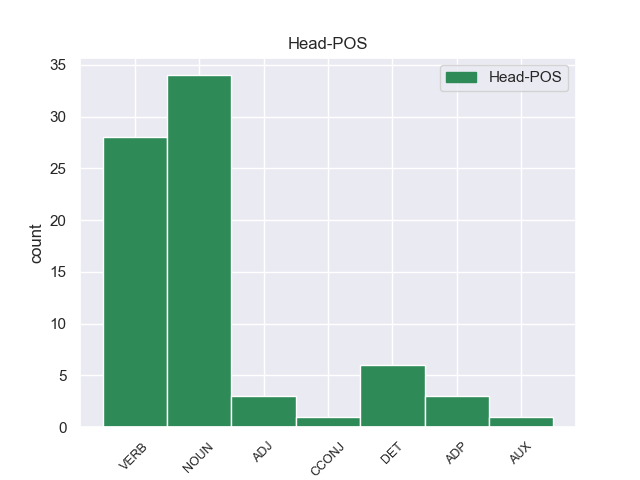 Head-POS
35
30
25
20
15
10
5
0
count
Head-POS
VERB
NOUN
ADJ
CCONJ
DET
ADP
AUX